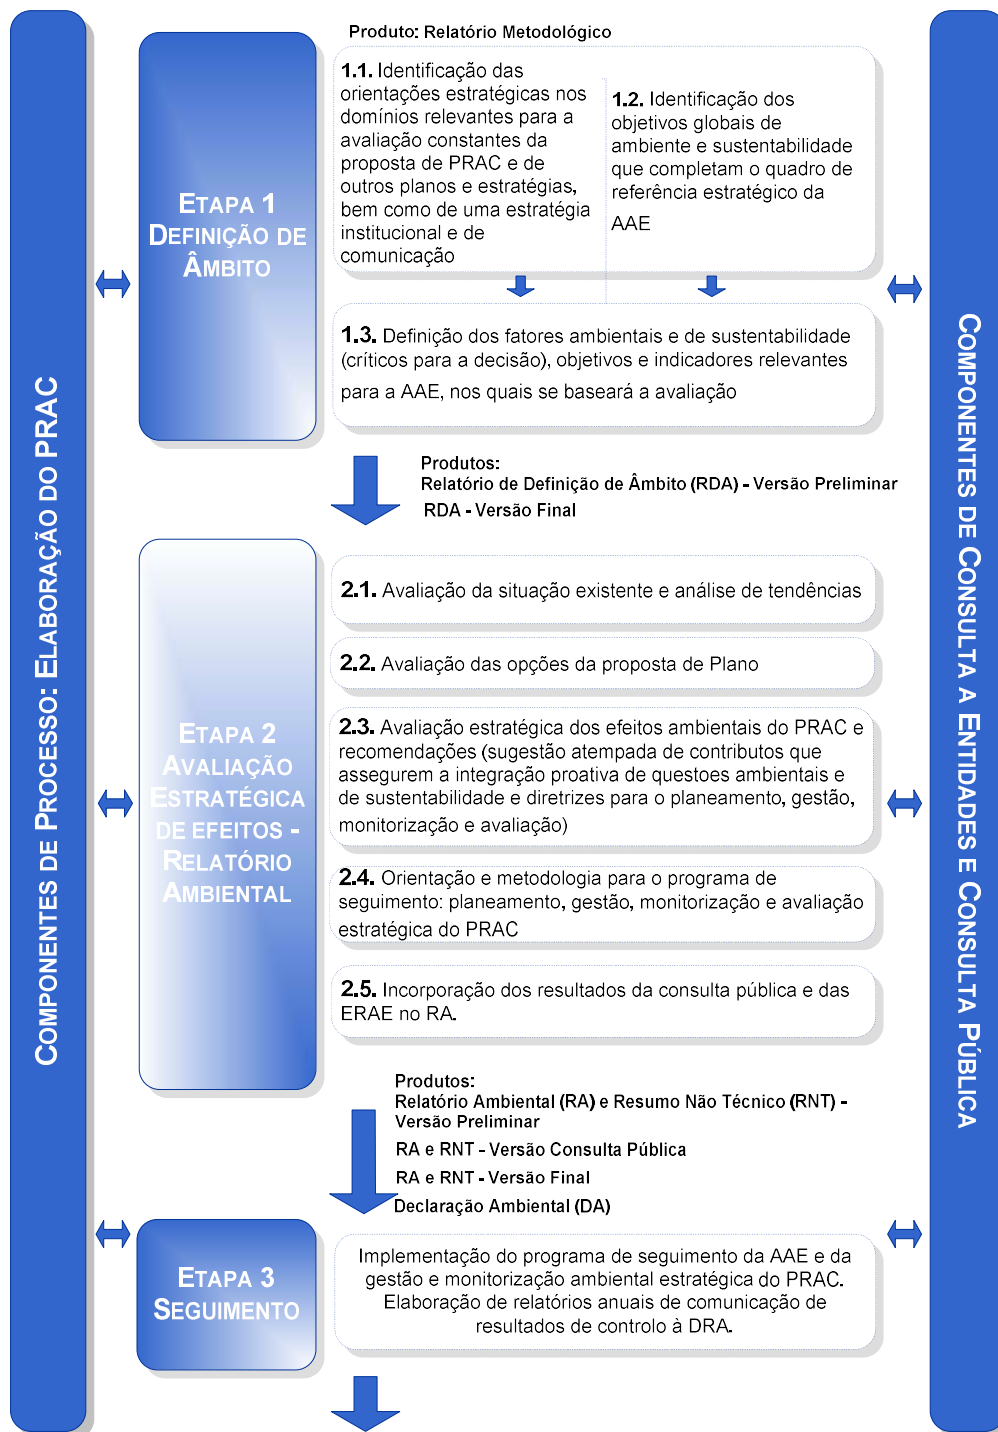 COMPONENTES DE PROCESSO: ELABORAÇÃO DO PRAC
Produto: Relatório Metodológico
ETAPA 1
DEFINIÇÃO DE
ÂMBITO
1.1. Identificação das
orientações estratégicas nos
domínios relevantes para a
avaliação constantes da
proposta de PRAC e de
outros planos e estratégias,
bem como de uma estratégia
institucional e de
comunicação
1.2. Identificação dos
objetivos globais de
ambiente e sustentabilidade
que completam o quadro de
referência estratégico da
AAE
1.3. Definição dos fatores ambientais e de sustentabilidade
(críticos para a decisão), objetivos e indicadores relevantes
para a AAE, nos quais se baseará a avaliação
Produtos:
Relatório de Definição de Âmbito (RDA) - Versão Preliminar
RDA - Versão Final
ETAPA 2
AVALIAÇÃO
ESTRATÉGICA
DE EFEITOS -
RELATÓRIO
AMBIENTAL
2.1. Avaliação da situação existente e análise de tendências
2.2. Avaliação das opções da proposta de Plano
2.3. Avaliação estratégica dos efeitos ambientais do PRAC e
recomendações (sugestão atempada de contributos que
assegurem a integração proativa de questoes ambientais e
de sustentabilidade e diretrizes para o planeamento, gestão,
monitorização e avaliação)
2.4. Orientação e metodologia para o programa de
seguimento: planeamento, gestão, monitorização e avaliação
estratégica do PRAC
2.5. Incorporação dos resultados da consulta pública e das
ERAE no RA.
Produtos:
Relatório Ambiental (RA) e Resumo Não Técnico (RNT) -
Versão Preliminar
RA e RNT - Versão Consulta Pública
RA e RNT - Versão Final
Declaração Ambiental (DA)
ETAPA 3
SEGUIMENTO
Implementação do programa de seguimento da AAE e da
gestão e monitorização ambiental estratégica do PRAC.
Elaboração de relatórios anuais de comunicação de
resultados de controlo à DRA.
COMPONENTES DE CONSULTA A ENTIDADES E CONSULTA PÚBLICA